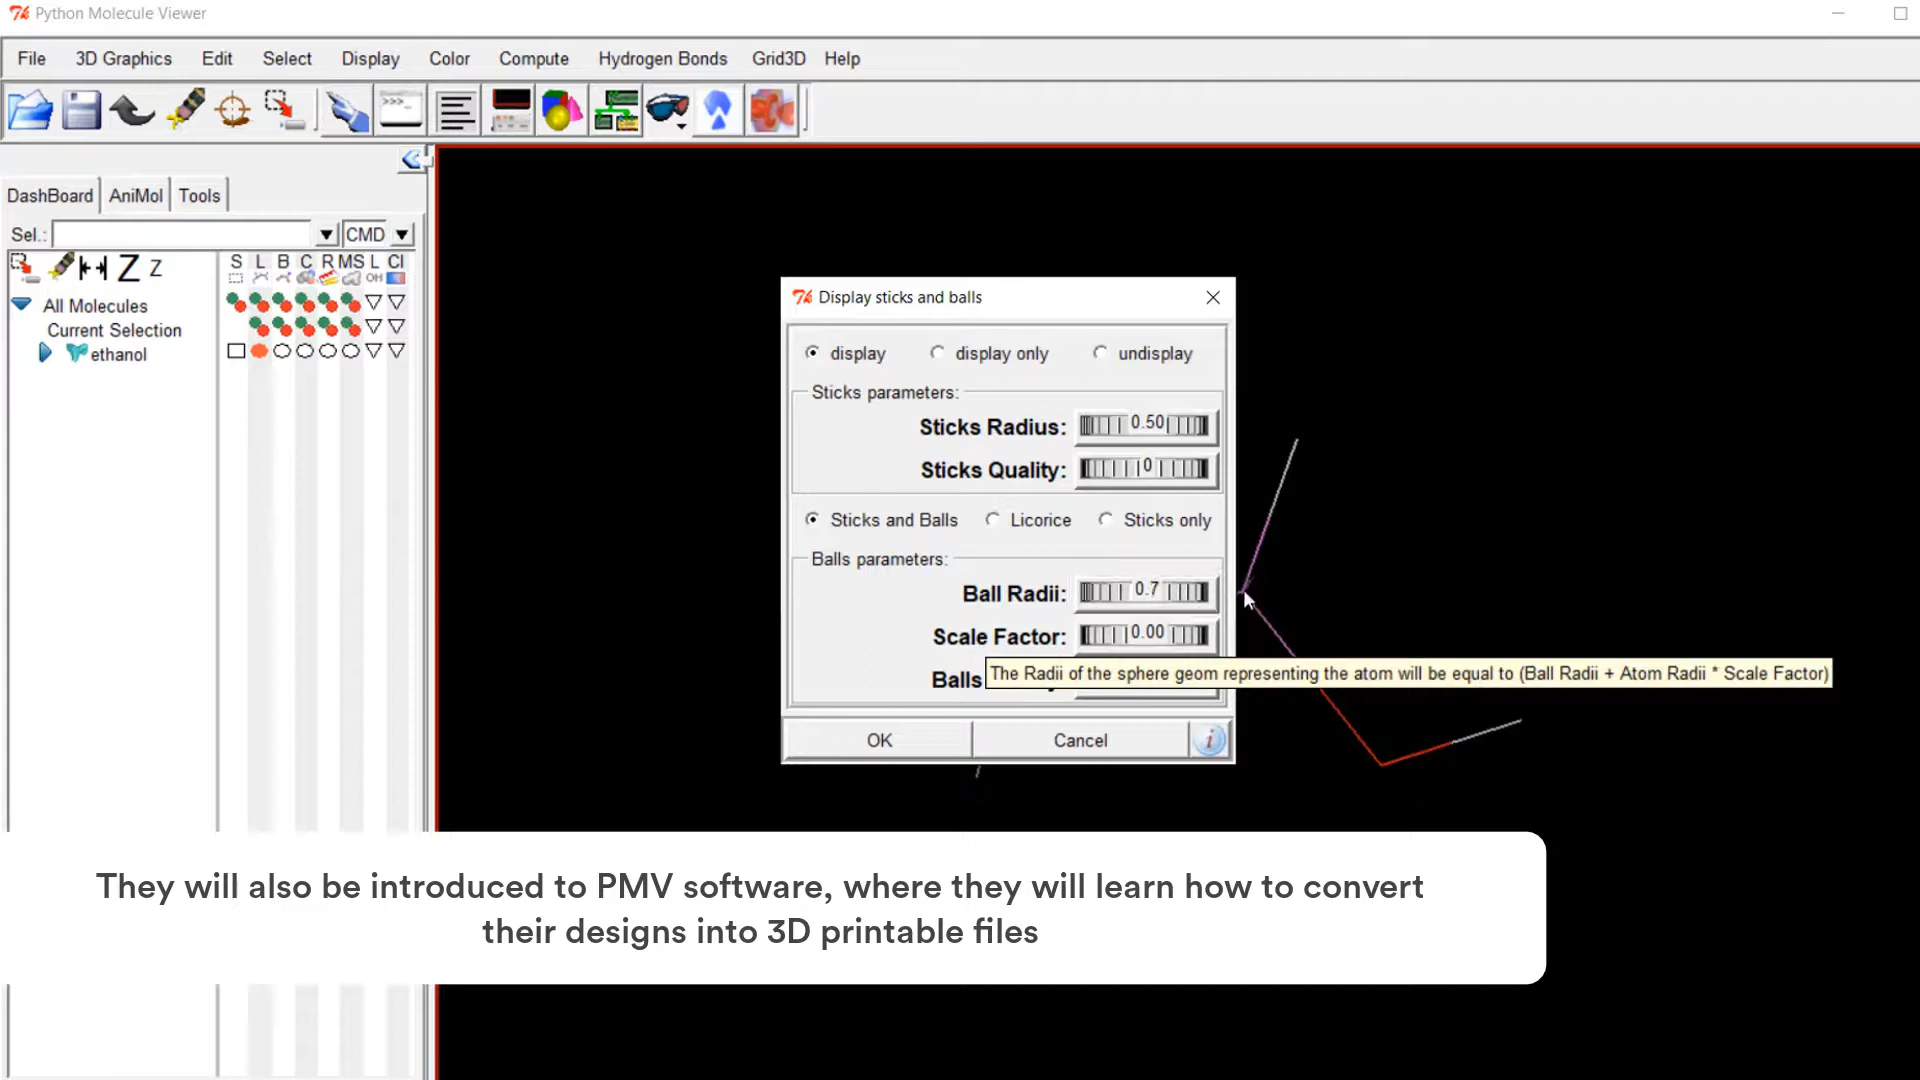 Python Molecule Viewer
File 3D Graphics Edit Select Display Color Compute Hydrogen Bonds Grid3D Help
>>>_
DashBoard AniMol Tools
Sel.: CMD
Z Z S L B C R MS L Cl
OH
All Molecules
Current Selection
ethanol
Display sticks and balls
display display only undisplay
Sticks parameters:
Sticks Radius: 0.50
Sticks Quality: 0
Sticks and Balls Licorice Sticks only
Balls parameters:
Ball Radii: 0.7
Scale Factor: 0.00
Balls
The Radii of the sphere geom representing the atom will be equal to (Ball Radii + Atom Radii * Scale Factor)
OK Cancel i
They will also be introduced to PMV software, where they will learn how to convert
their designs into 3D printable files